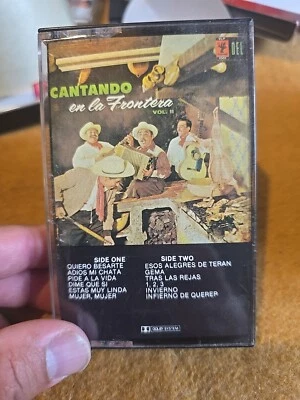 CANTANDO
en la Frontera
VOL. II
DEL
SIDE ONE
QUIERO BESARTE
ADIOS MI CHATA
PIDE A LA VIDA
DIME QUE SI
ESTAS MUY LINDA
MUJER, MUJER
SIDE TWO
ESOS ALEGRES DE TERAN
GEMA
TRAS LAS REJAS
1, 2, 3
INVIERNO
INFIERNO DE QUERER